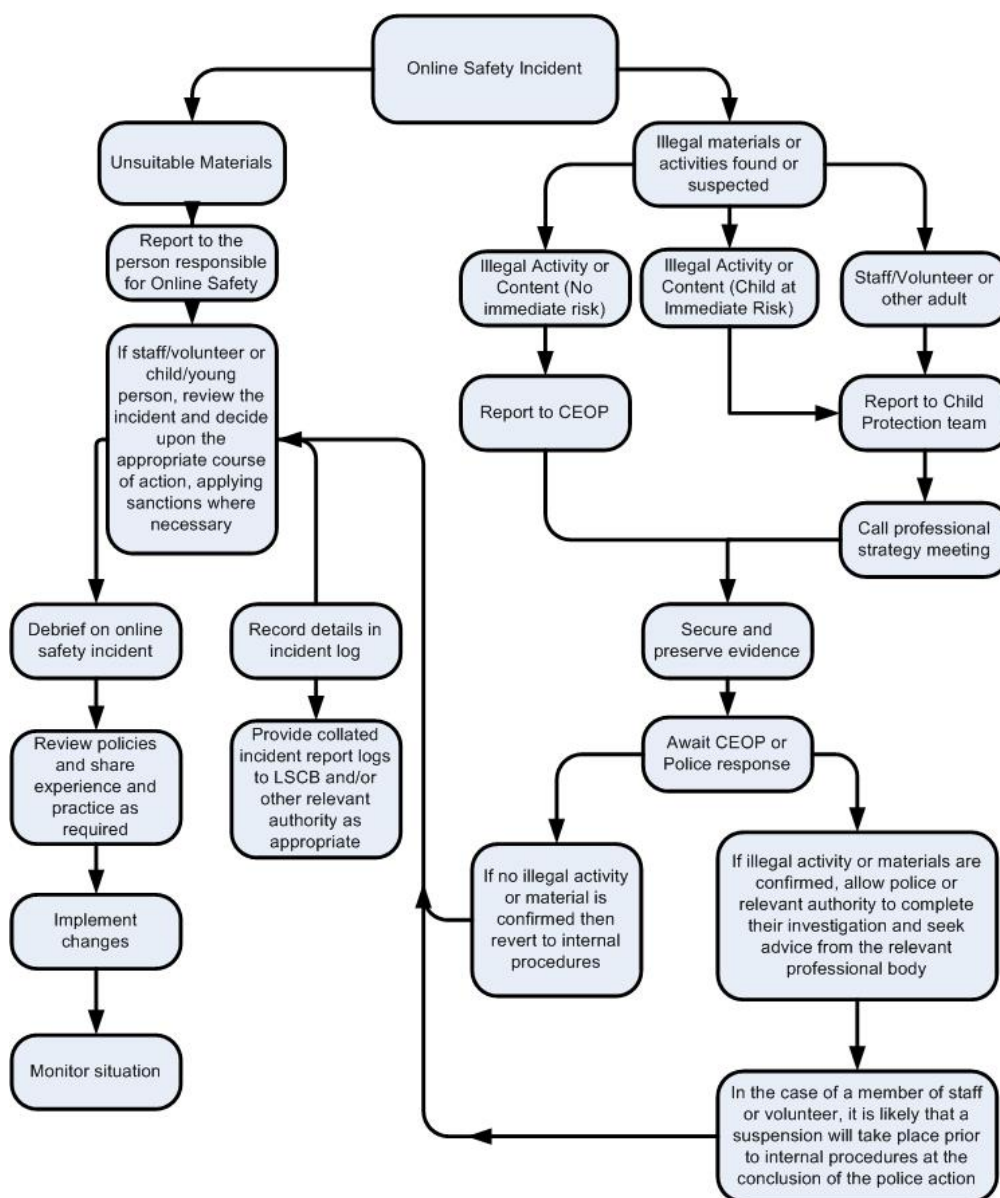 Online Safety Incident
Unsuitable Materials
Report to the
person responsible
for Online Safety
If staff/volunteer or
child/young
person, review the
incident and decide
upon the
appropriate course
of action, applying
sanctions where
necessary
Debrief on online
safety incident
Review policies
and share
experience and
practice as
required
Implement
changes
Monitor situation
Record details in
incident log
Provide collated
incident report logs
to LSCB and/or
other relevant
authority as
appropriate
Illegal materials or
activities found or
suspected
Illegal Activity or
Content (No
immediate risk)
Illegal Activity or
Content (Child at
Immediate Risk)
Staff/Volunteer or
other adult
Report to CEOP
Report to Child
Protection team
Call professional
strategy meeting
Secure and
preserve evidence
Await CEOP or
Police response
If no illegal activity
or material is
confirmed then
revert to internal
procedures
If illegal activity or materials are
confirmed, allow police or
relevant authority to complete
their investigation and seek
advice from the relevant
professional body
In the case of a member of staff
or volunteer, it is likely that a
suspension will take place prior
to internal procedures at the
conclusion of the police action